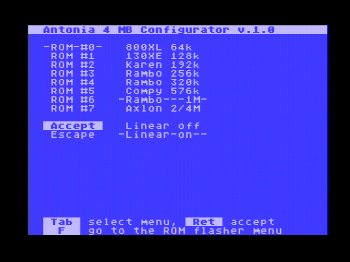 Antonia 4 MB Configurator v.1.0
-ROM-#0- 800XL 64k
ROM #1 130XE 128k
ROM #2 Karen 192k
ROM #3 Rambo 256k
ROM #4 Rambo 320k
ROM #5 Compy 576k
ROM #6 -Rambo---1M-
ROM #7 Axlon 2/4M
Accept Linear off
Escape -Linear-on--
Tab select menu, Ret accept
F go to the ROM flasher menu